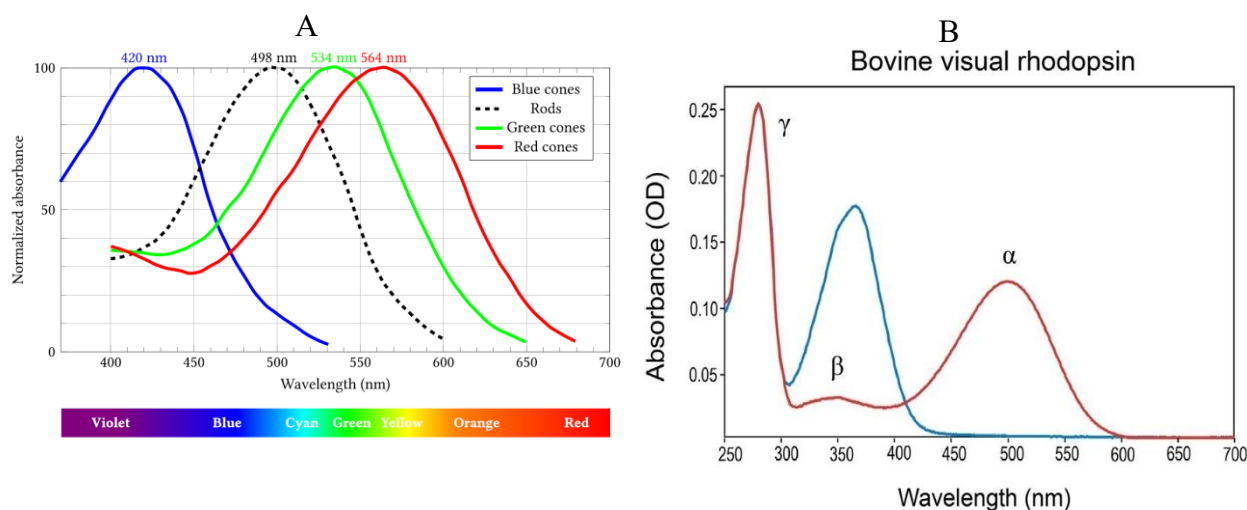 A
420 nm 498 nm 534 nm 564 nm
100
50
0
Normalized absorbance
Blue cones
Rods
Green cones
Red cones
400 450 500 550 600 650 700
Wavelength (nm)
Violet Blue Cyan Green Yellow Orange Red
B
Bovine visual rhodopsin
γ
β
α
0.25
0.20
0.15
0.10
0.05
Absorbance (OD)
250 300 350 400 450 500 550 600 650 700
Wavelength (nm)